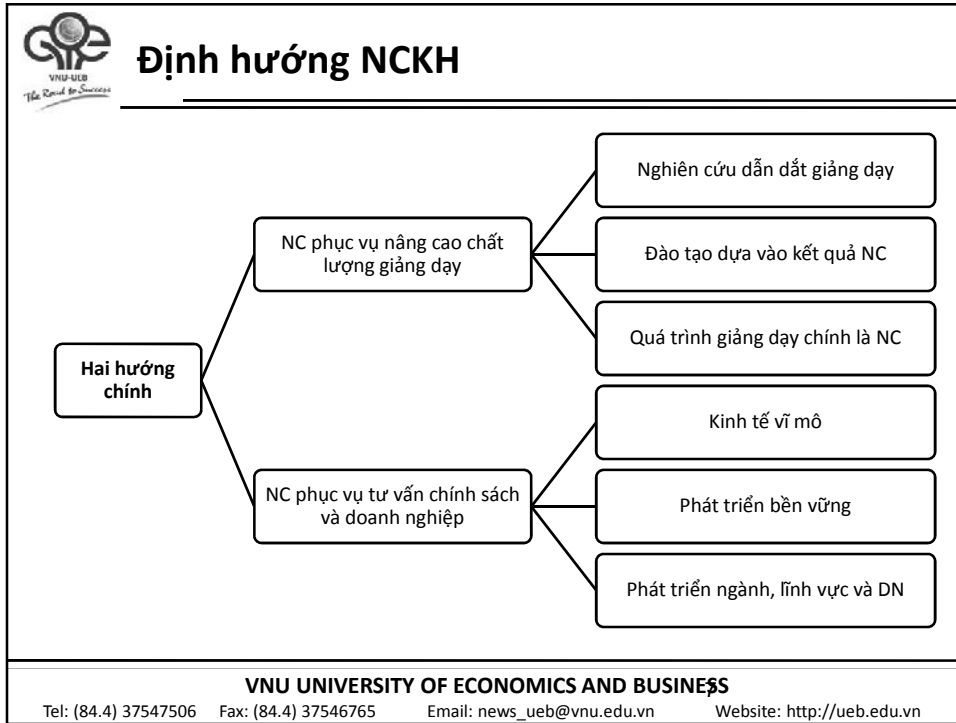 VNU-UEB
The Road to Success
Định hướng NCKH
Hai hướng
chính
NC phục vụ nâng cao chất
lượng giảng dạy
Nghiên cứu dẫn dắt giảng dạy
Đào tạo dựa vào kết quả NC
Quá trình giảng dạy chính là NC
NC phục vụ tư vấn chính sách
và doanh nghiệp
Kinh tế vĩ mô
Phát triển bền vững
Phát triển ngành, lĩnh vực và DN
VNU UNIVERSITY OF ECONOMICS AND BUSINESS
Tel: (84.4) 37547506 Fax: (84.4) 37546765 Email: news_ueb@vnu.edu.vn Website: http://ueb.edu.vn